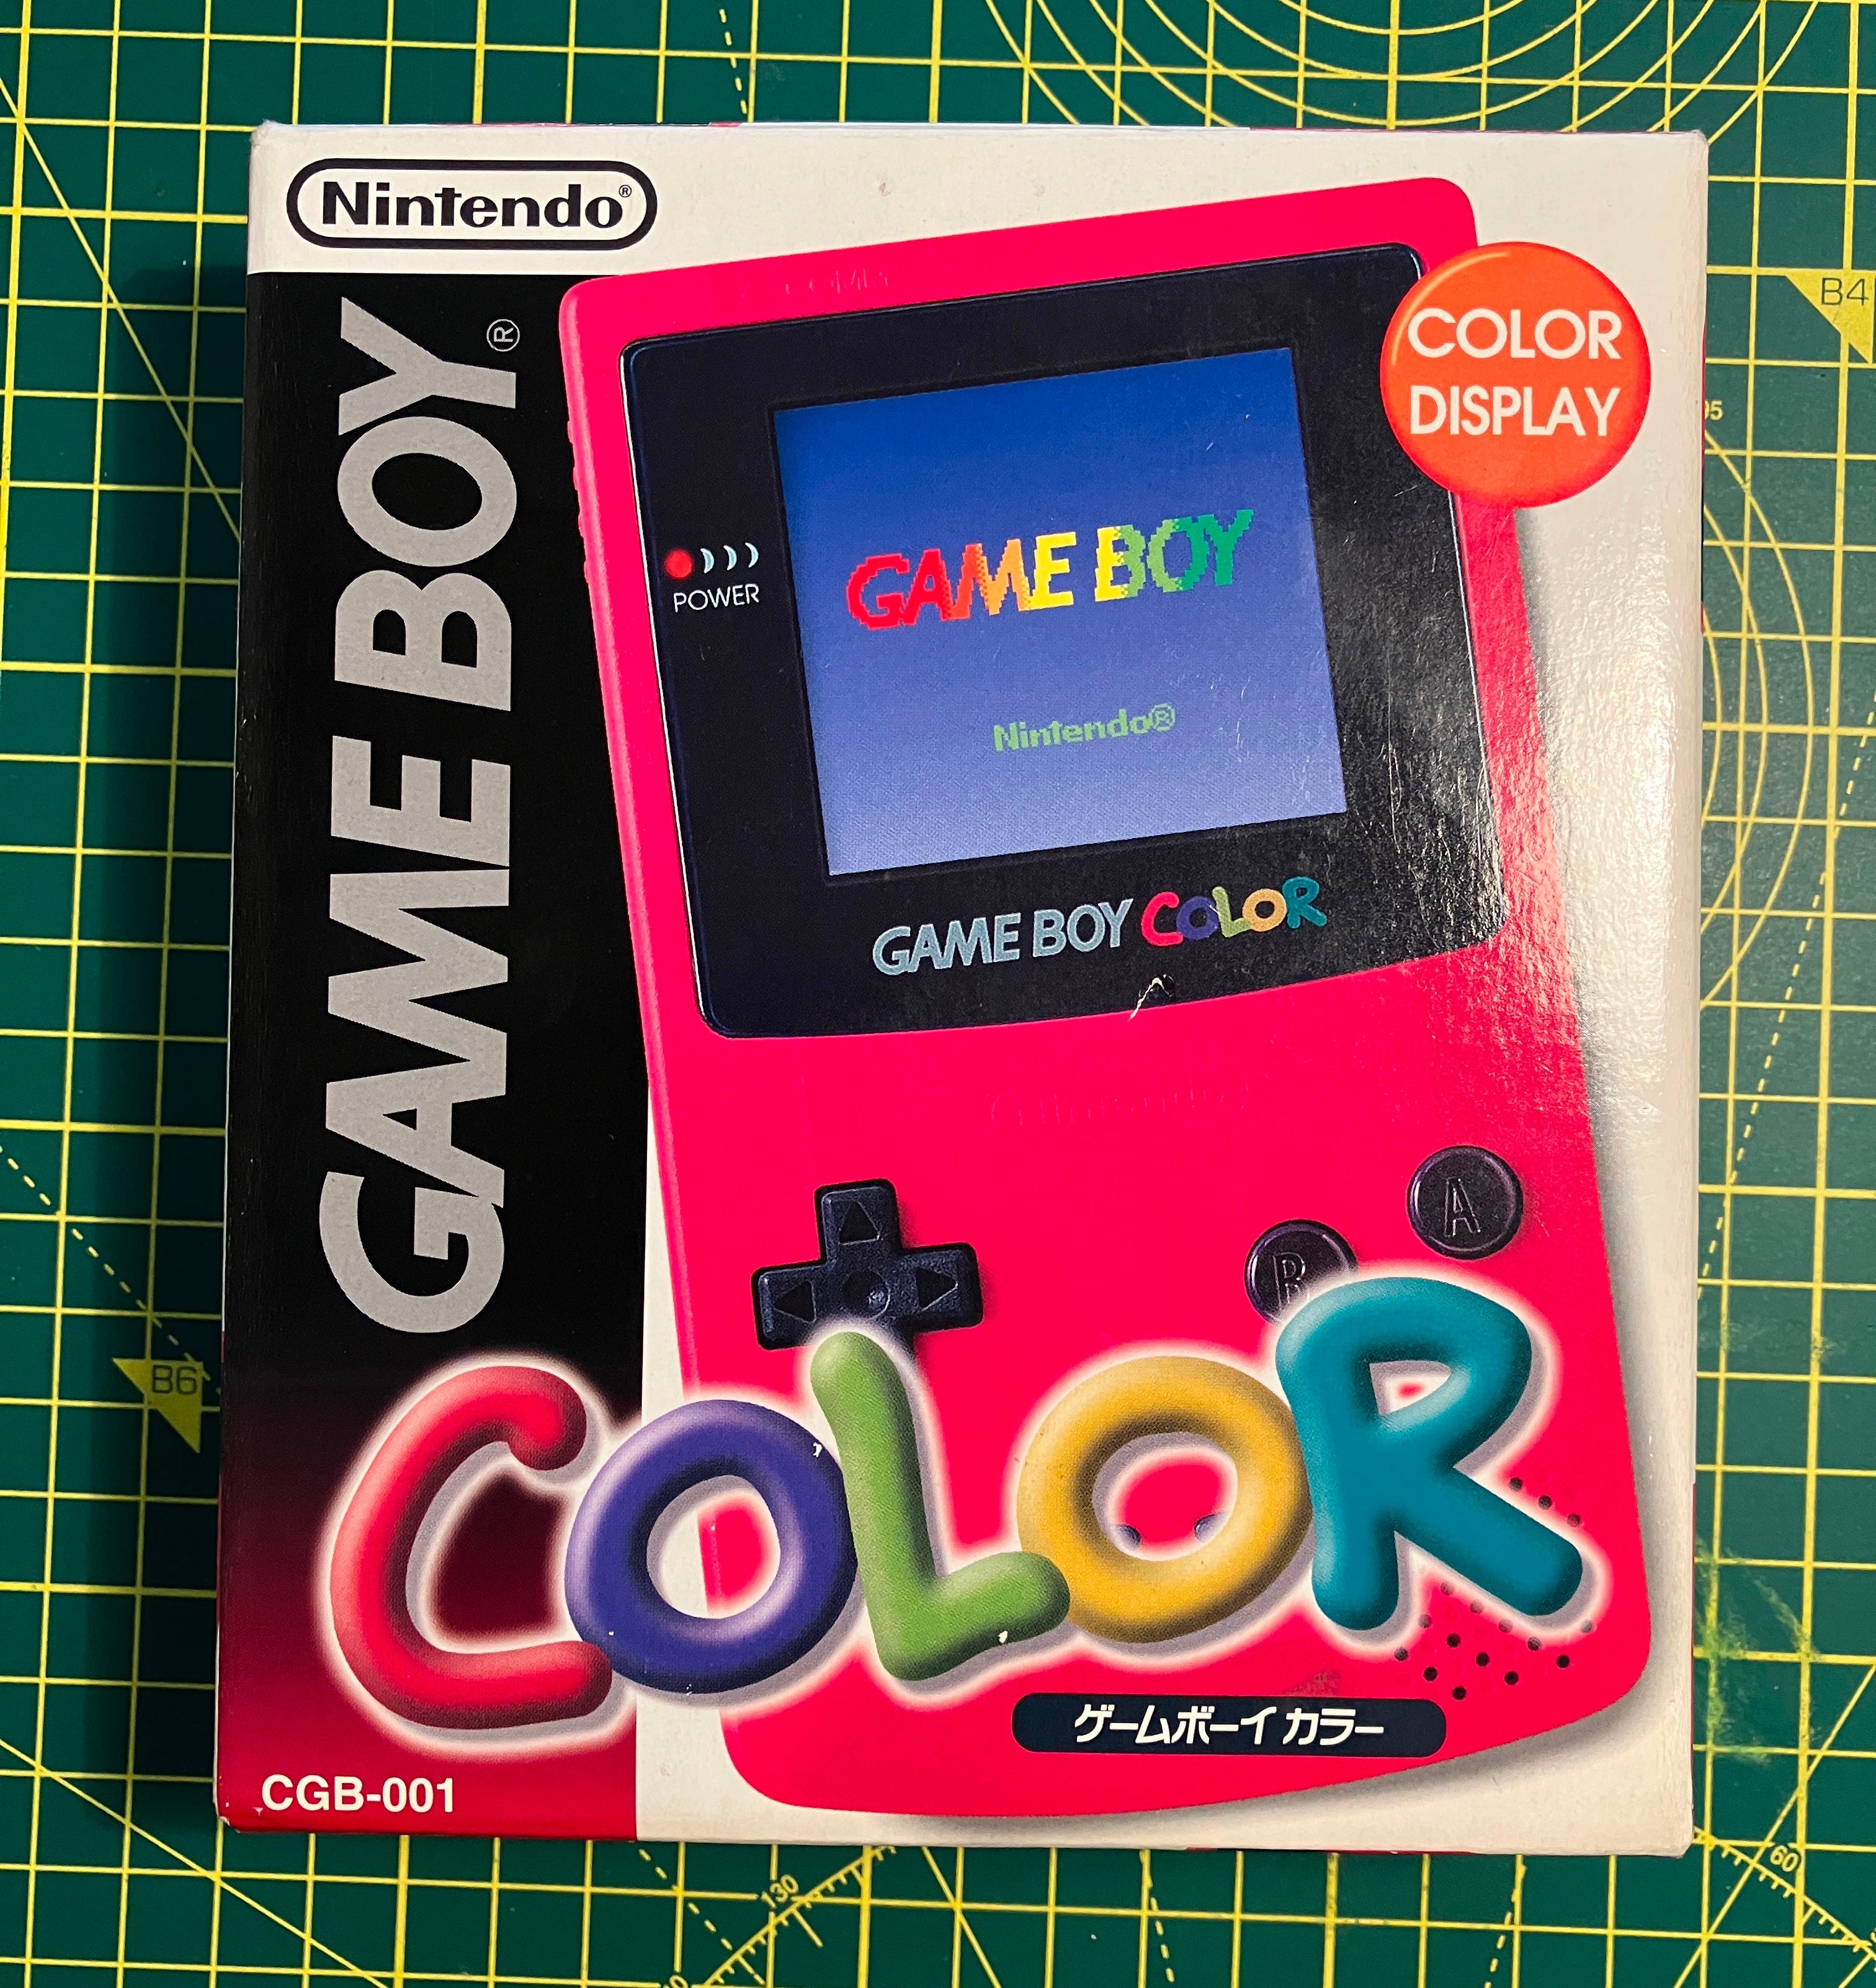 Nintendo®
GAME BOY®
COLOR
DISPLAY
POWER
GAME BOY
Nintendo®
GAME BOY COLOR
A
B
COLOR
ゲームボーイ カラー
CGB-001
B4
95
B6
130
60